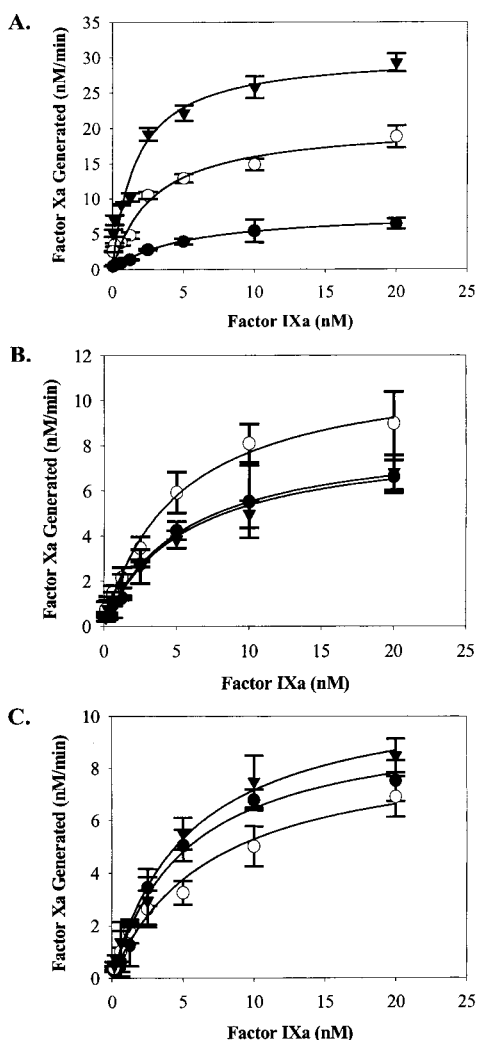 A.
Factor Xa Generated (nM/min)
35
30
25
20
15
10
5
0
0 5 10 15 20 25
Factor IXa (nM)
B.
Factor Xa Generated (nM/min)
12
10
8
6
4
2
0
0 5 10 15 20 25
Factor IXa (nM)
C.
Factor Xa Generated (nM/min)
10
8
6
4
2
0
0 5 10 15 20 25
Factor IXa (nM)